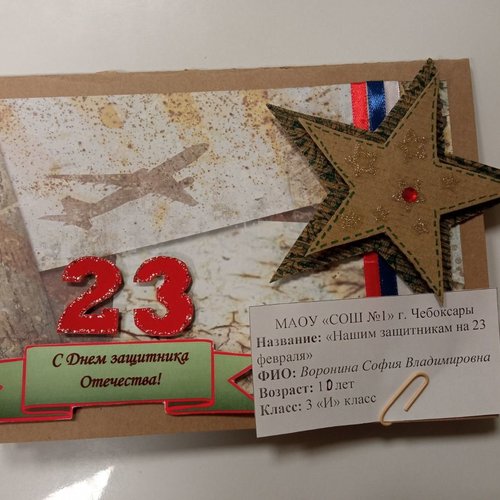 23
С Днем защитника
Отечества!
МАОУ «СОШ №1» г. Чебоксары
Название: «Нашим защитникам на 23
февраля»
ФИО: Воронина София Владимировна
Возраст: 10 лет
Класс: 3 «И» класс